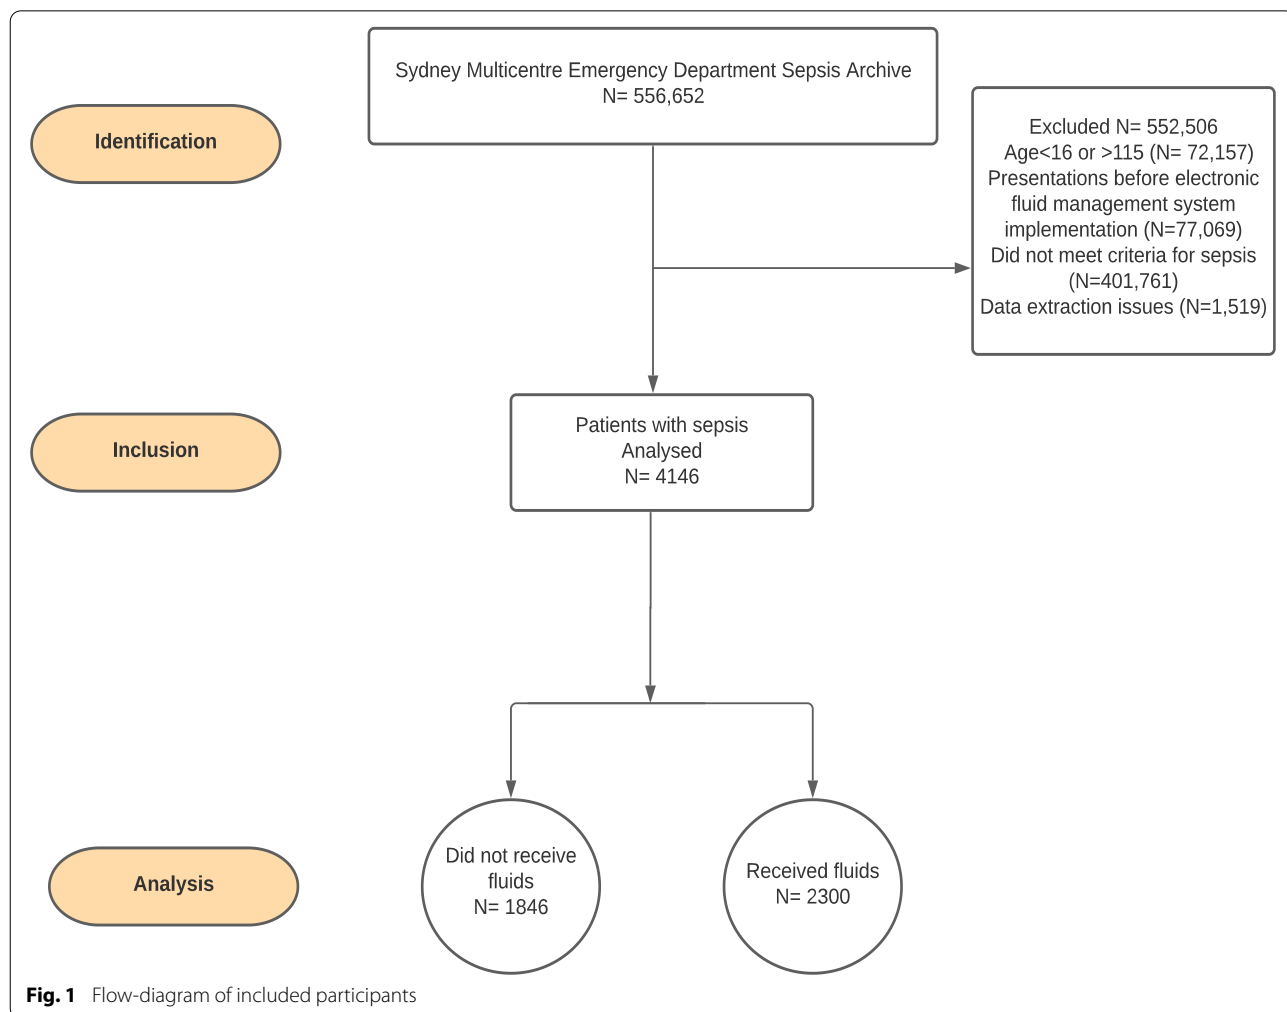 Sydney Multicentre Emergency Department Sepsis Archive
N= 556,652
Identification
Excluded N= 552,506
Age<16 or >115 (N= 72,157)
Presentations before electronic
fluid management system
implementation (N=77,069)
Did not meet criteria for sepsis
(N=401,761)
Data extraction issues (N=1,519)
Inclusion
Patients with sepsis
Analysed
N= 4146
Analysis
Did not receive
fluids
N= 1846
Received fluids
N= 2300
Fig. 1 Flow-diagram of included participants